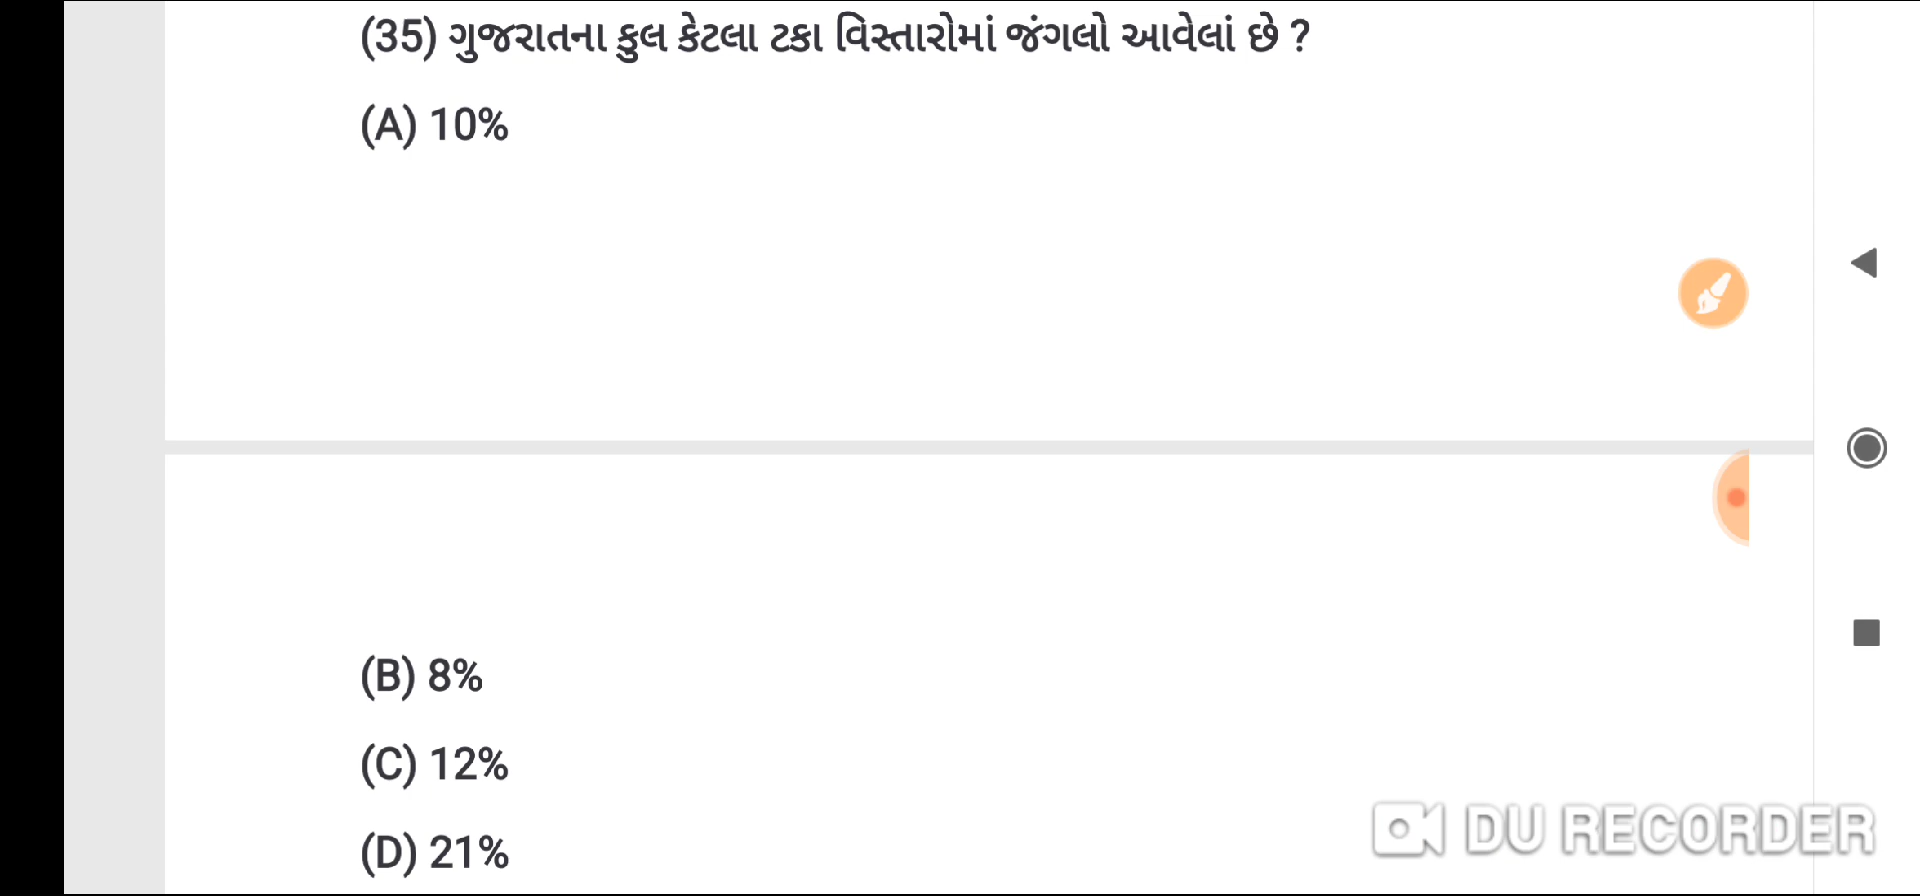 (35) ગુજરાતના કુલ કેટલા ટકા વિસ્તારોમાં જંગલો આવેલાં છે ?
(A) 10%
(B) 8%
(C) 12%
(D) 21%
DU RECORDER